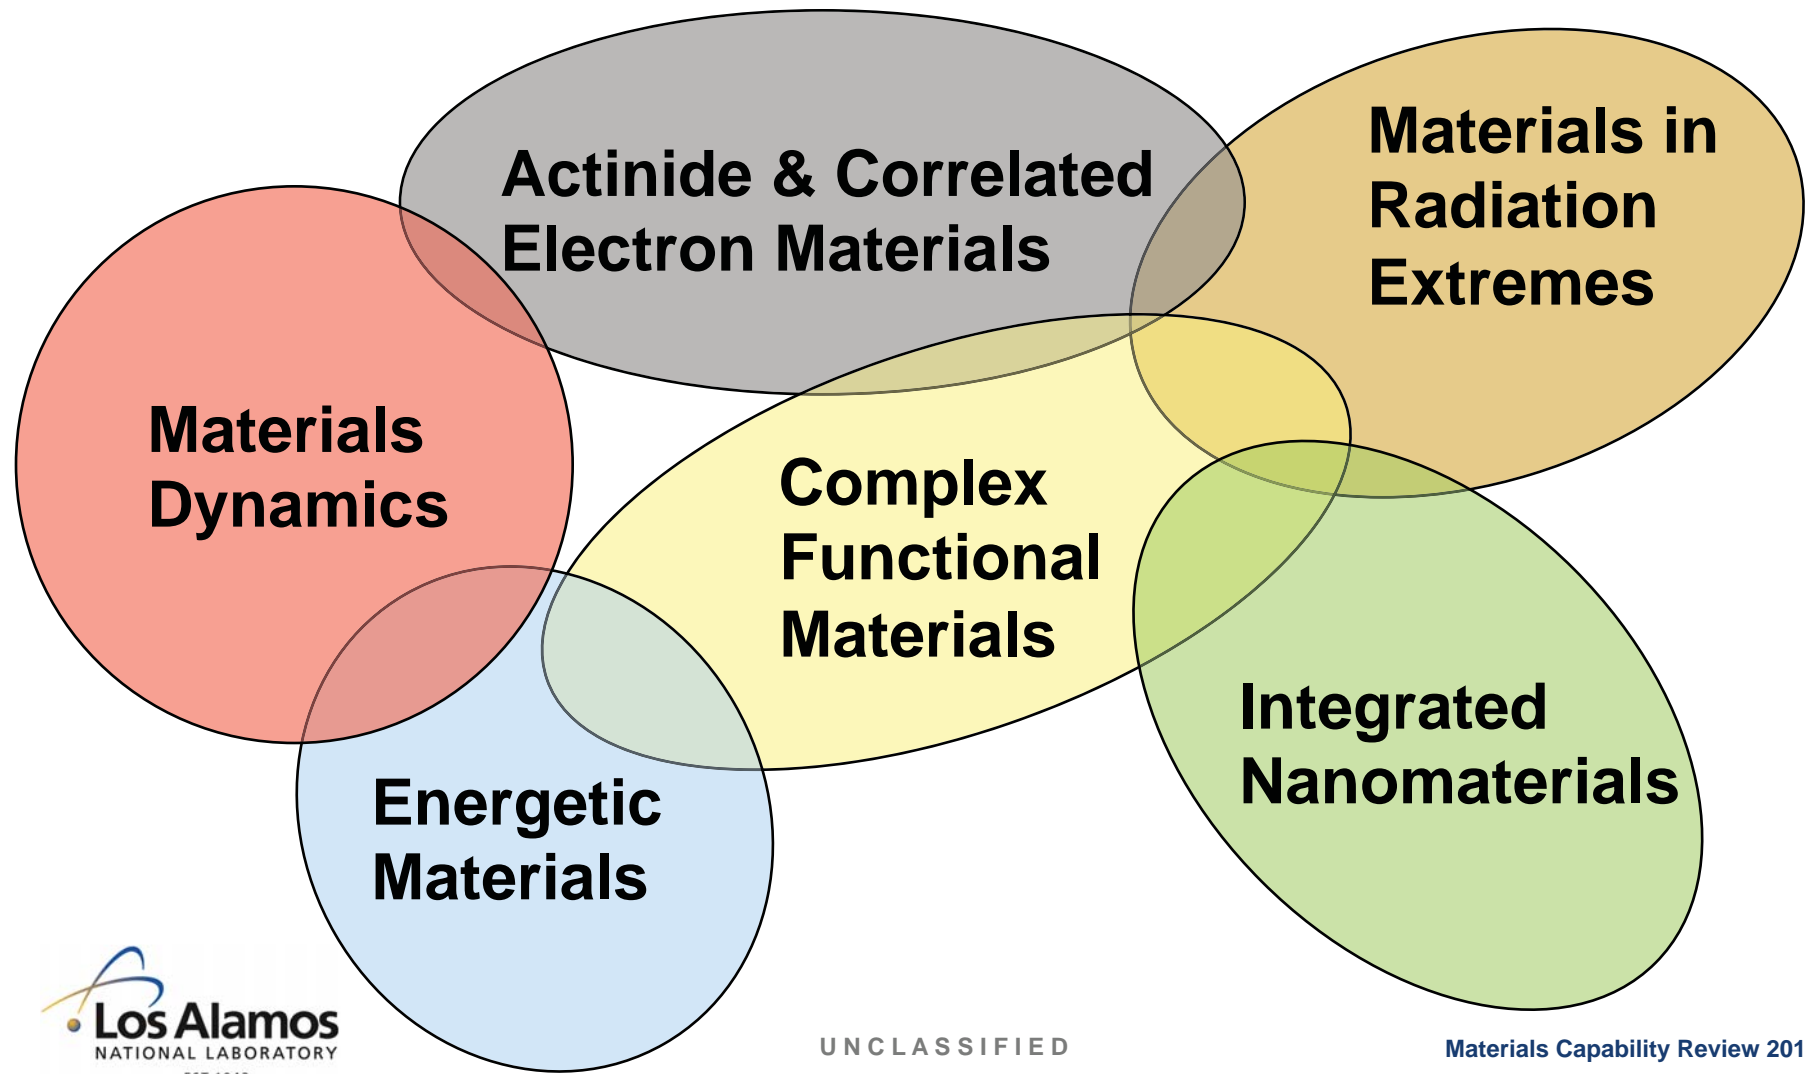 Actinide & Correlated
Electron Materials
Materials in
Radiation
Extremes
Materials
Dynamics
Complex
Functional
Materials
Integrated
Nanomaterials
Energetic
Materials
Los Alamos
NATIONAL LABORATORY
UNCLASSIFIED
Materials Capability Review 201